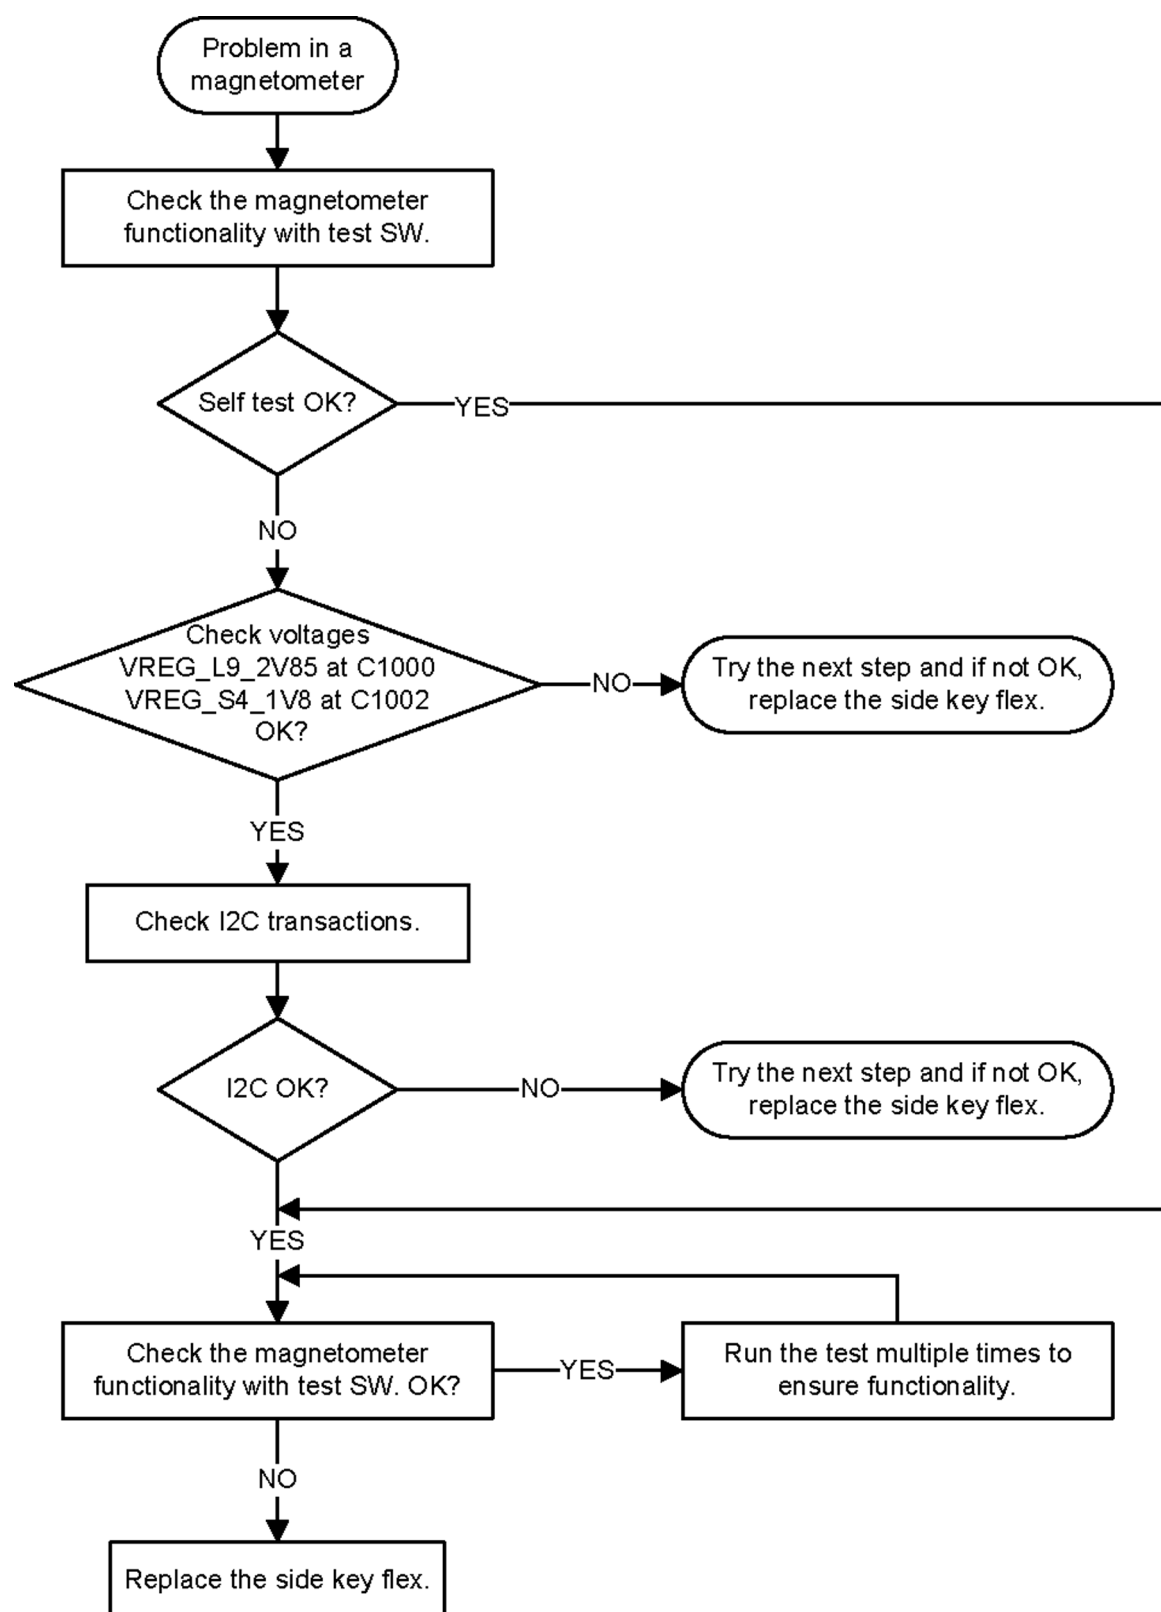 Problem in a
magnetometer
Check the magnetometer
functionality with test SW.
Self test OK?
YES
NO
Check voltages
VREG_L9_2V85 at C1000
VREG_S4_1V8 at C1002
OK?
NO
Try the next step and if not OK,
replace the side key flex.
YES
Check I2C transactions.
I2C OK?
NO
Try the next step and if not OK,
replace the side key flex.
YES
Check the magnetometer
functionality with test SW. OK?
YES
Run the test multiple times to
ensure functionality.
NO
Replace the side key flex.